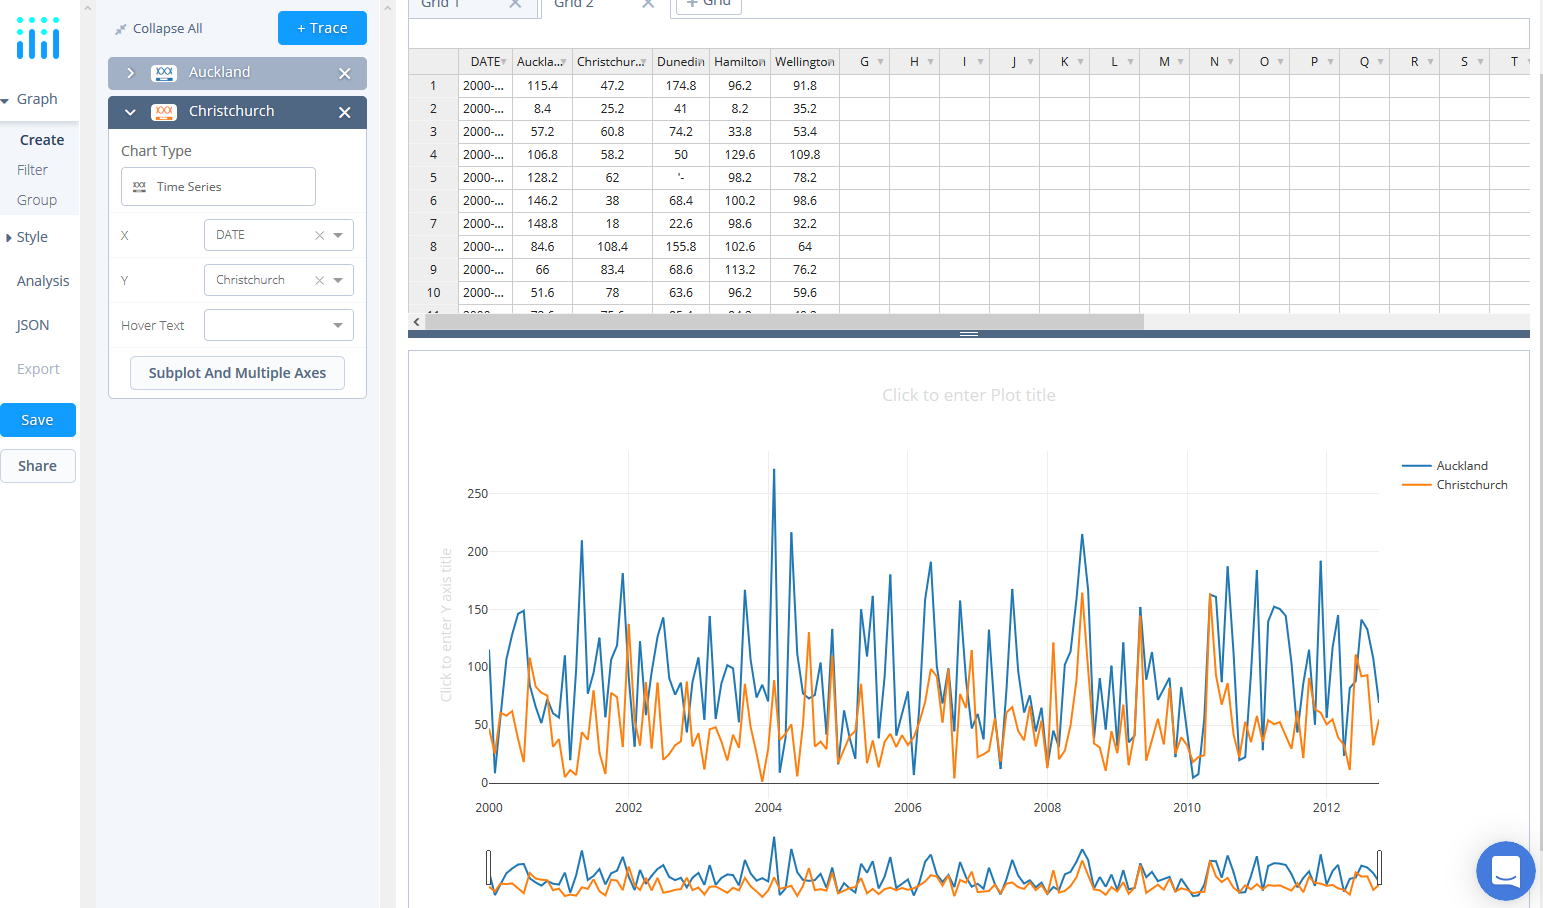 Grid 1
Grid 2
+ Grid
Collapse All
+ Trace
Auckland
Christchurch
Graph
Create
Filter
Group
Style
Analysis
JSON
Export
Save
Share
Chart Type
Time Series
X DATE
Y Christchurch
Hover Text
Subplot And Multiple Axes
DATE Auckla... Christchur... Dunedin Hamilton Wellington G H I J K L M N O P Q R S T
1 2000-... 115.4 47.2 174.8 96.2 91.8
2 2000-... 8.4 25.2 41 8.2 35.2
3 2000-... 57.2 60.8 74.2 33.8 53.4
4 2000-... 106.8 58.2 50 129.6 109.8
5 2000-... 128.2 62 '- 98.2 78.2
6 2000-... 146.2 38 68.4 100.2 98.6
7 2000-... 148.8 18 22.6 98.6 32.2
8 2000-... 84.6 108.4 155.8 102.6 64
9 2000-... 66 83.4 68.6 113.2 76.2
10 2000-... 51.6 78 63.6 96.2 59.6
Click to enter Plot title
Auckland
Christchurch
Click to enter Y axis title
250
200
150
100
50
0
2000 2002 2004 2006 2008 2010 2012